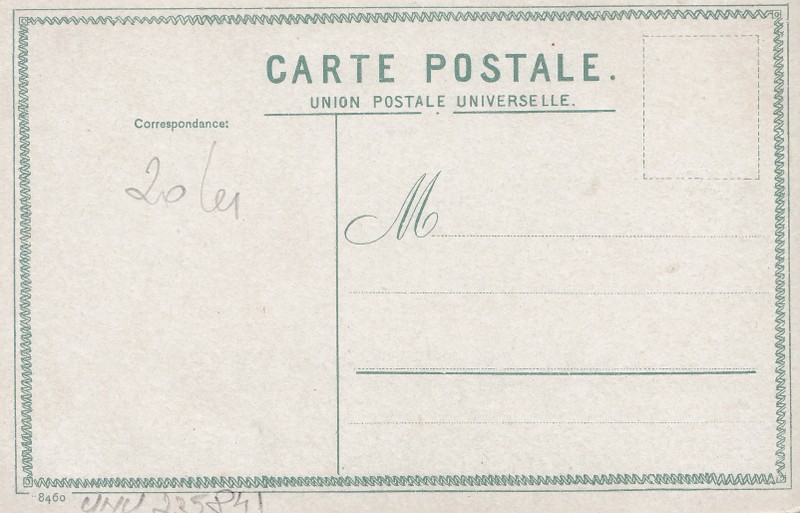 CARTE POSTALE.
UNION POSTALE UNIVERSELLE.
Correspondance:
20 lei
M
8460